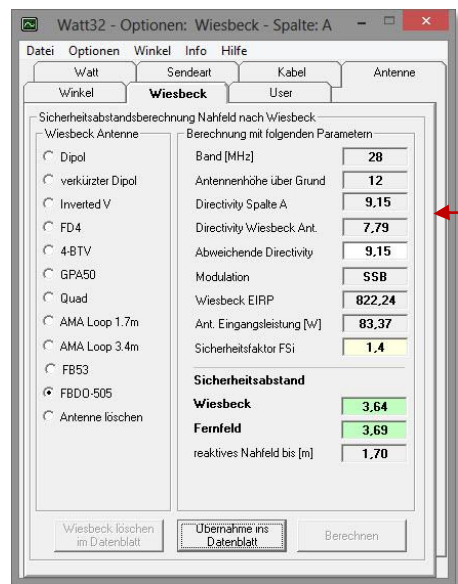 Watt32 - Optionen: Wiesbeck - Spalte: A
Datei Optionen Winkel Info Hilfe
Watt Sendeart Kabel Antenne
Winkel Wiesbeck User
Sicherheitsabstandsberechnung Nahfeld nach Wiesbeck
Wiesbeck Antenne
Dipol
verkürzter Dipol
Inverted V
FD4
4-BTV
GPA50
Quad
AMA Loop 1.7m
AMA Loop 3.4m
FB53
FBDO-505
Antenne löschen
Berechnung mit folgenden Parametern
Band [MHz] 28
Antennenhöhe über Grund 12
Directivity Spalte A 9,15
Directivity Wiesbeck Ant. 7,79
Abweichende Directivity 9,15
Modulation SSB
Wiesbeck EIRP 822,24
Ant. Eingangsleistung [W] 83,37
Sicherheitsfaktor FSi 1,4
Sicherheitsabstand
Wiesbeck 3,64
Fernfeld 3,69
reaktives Nahfeld bis [m] 1,70
Wiesbeck löschen
im Datenblatt
Übernahme ins
Datenblatt
Berechnen